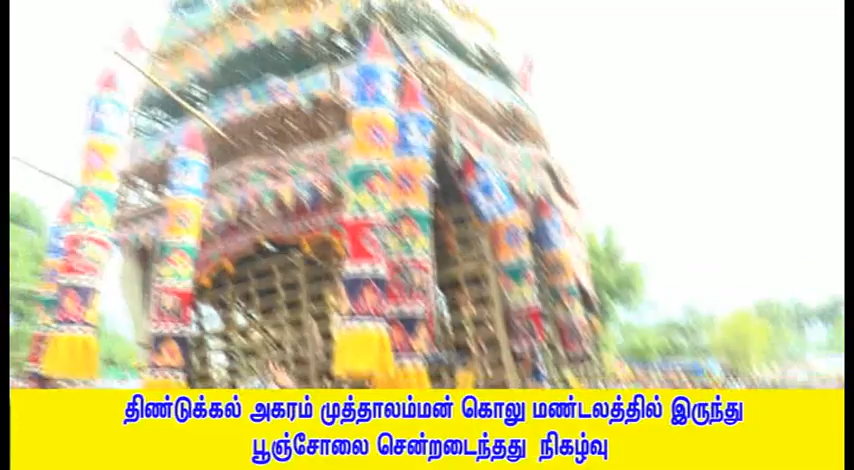 திண்டுக்கல் அகரம் முத்தாலம்மன் கொலு மண்டலத்தில் இருந்து
பூஞ்சோலை சென்றடைந்தது நிகழ்வு